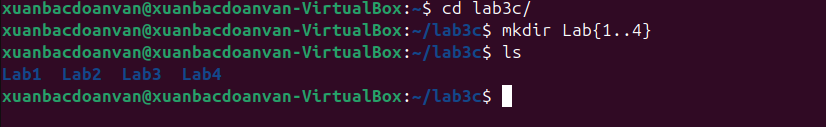 xuanbacdoanvan@xuanbacdoanvan-VirtualBox:~$ cd lab3c/
xuanbacdoanvan@xuanbacdoanvan-VirtualBox:~/lab3c$ mkdir Lab{1..4}
xuanbacdoanvan@xuanbacdoanvan-VirtualBox:~/lab3c$ ls
Lab1  Lab2  Lab3  Lab4
xuanbacdoanvan@xuanbacdoanvan-VirtualBox:~/lab3c$